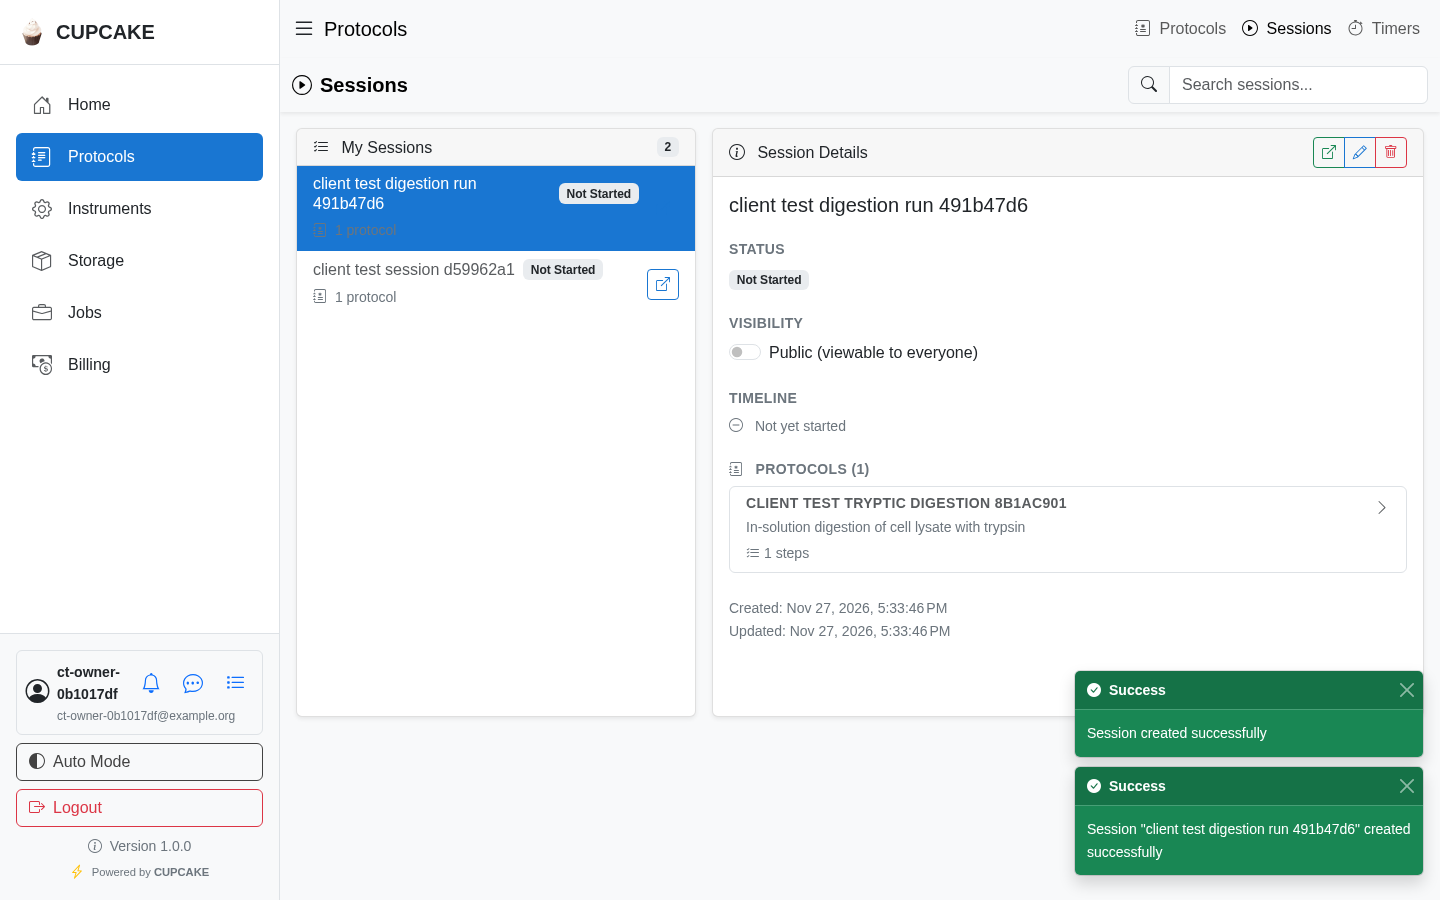 CUPCAKE
Protocols
Protocols
Sessions
Timers
Home
Protocols
Instruments
Storage
Jobs
Billing
Sessions
Search sessions...
My Sessions
2
client test digestion run
491b47d6
Not Started
1 protocol
client test session d59962a1
Not Started
1 protocol
Session Details
client test digestion run 491b47d6
STATUS
Not Started
VISIBILITY
Public (viewable to everyone)
TIMELINE
Not yet started
PROTOCOLS (1)
CLIENT TEST TRYPTIC DIGESTION 8B1AC901
In-solution digestion of cell lysate with trypsin
1 steps
Created: Nov 27, 2026, 5:33:46 PM
Updated: Nov 27, 2026, 5:33:46 PM
ct-owner-
0b1017df
ct-owner-0b1017df@example.org
Auto Mode
Logout
Version 1.0.0
Powered by CUPCAKE
Success
Session created successfully
Success
Session "client test digestion run 491b47d6" created
successfully